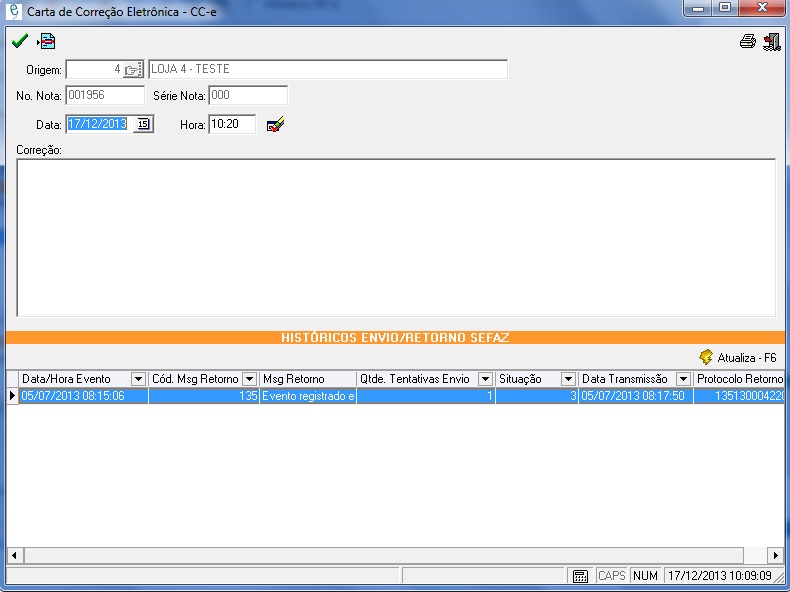 Carta de Correção Eletrônica - CC-e
Origem: 4 LOJA 4 - TESTE
No. Nota: 001956 Série Nota: 000
Data: 17/12/2013 15 Hora: 10:20
Correção:
HISTÓRICOS ENVIO/RETORNO SEFAZ
Atualiza - F6
Data/Hora Evento Cód. Msg Retorno Msg Retorno Qtde. Tentativas Envio Situação Data Transmissão Protocolo Retorno
05/07/2013 08:15:06 135 Evento registrado e 1 3 05/07/2013 08:17:50 13513000422
CAPS NUM 17/12/2013 10:09:09